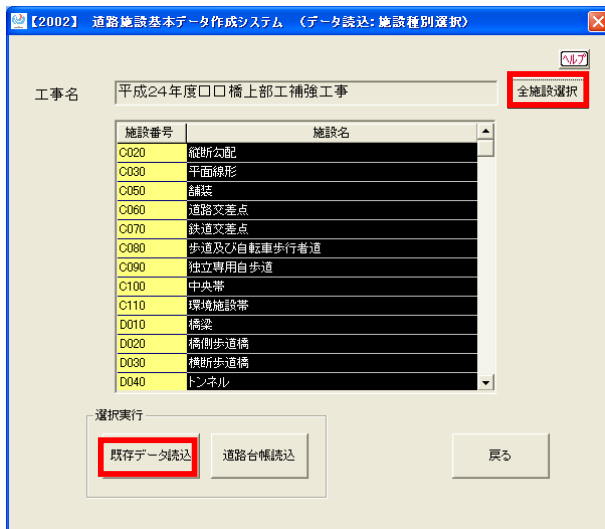 【2002】 道路施設基本データ作成システム (データ読込:施設種別選択)
ヘルプ
工事名 平成24年度口口橋上部工補強工事 全施設選択
施設番号 施設名
C020 縦断勾配
C030 平面線形
C050 舗装
C060 道路交差点
C070 鉄道交差点
C080 歩道及び自転車歩行者道
C090 独立専用自歩道
C100 中央帯
C110 環境施設帯
D010 橋梁
D020 橋側歩道橋
D030 横断歩道橋
D040 トンネル
選択実行
既存データ読込 道路台帳読込 戻る